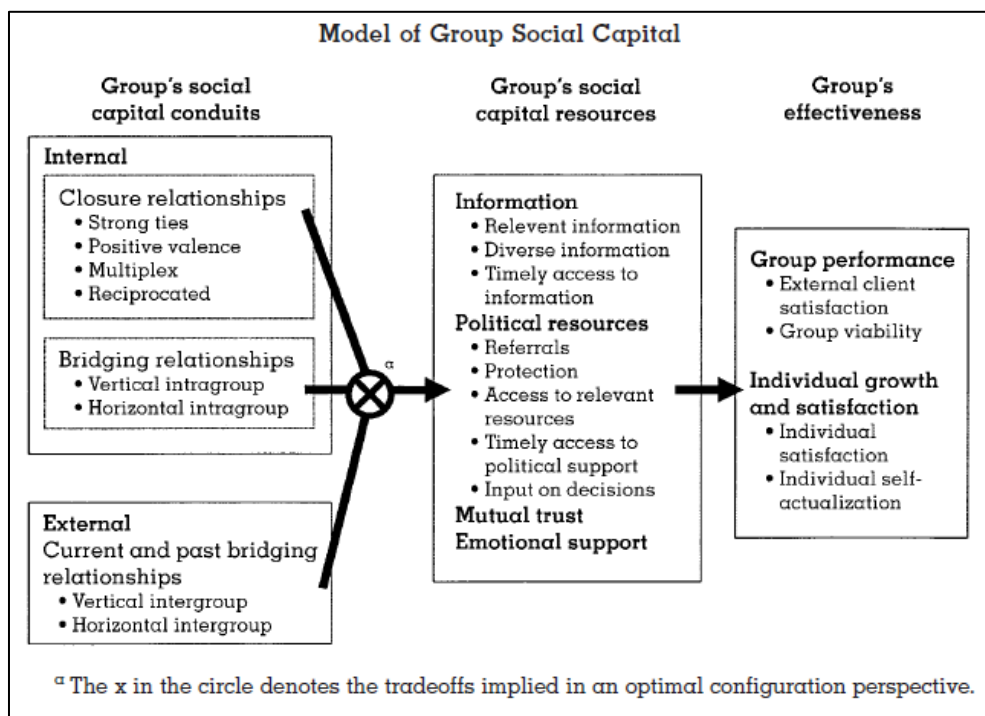 Model of Group Social Capital
Group's social
capital conduits
Group's social
capital resources
Group's
effectiveness
Internal
Closure relationships
• Strong ties
• Positive valence
• Multiplex
• Reciprocated
Bridging relationships
• Vertical intragroup
• Horizontal intragroup
External
Current and past bridging
relationships
• Vertical intergroup
• Horizontal intergroup
α
Information
• Relevent information
• Diverse information
• Timely access to
information
Political resources
• Referrals
• Protection
• Access to relevant
resources
• Timely access to
political support
• Input on decisions
Mutual trust
Emotional support
Group performance
• External client
satisfaction
• Group viability
Individual growth
and satisfaction
• Individual
satisfaction
• Individual self-
actualization
α The x in the circle denotes the tradeoffs implied in an optimal configuration perspective.